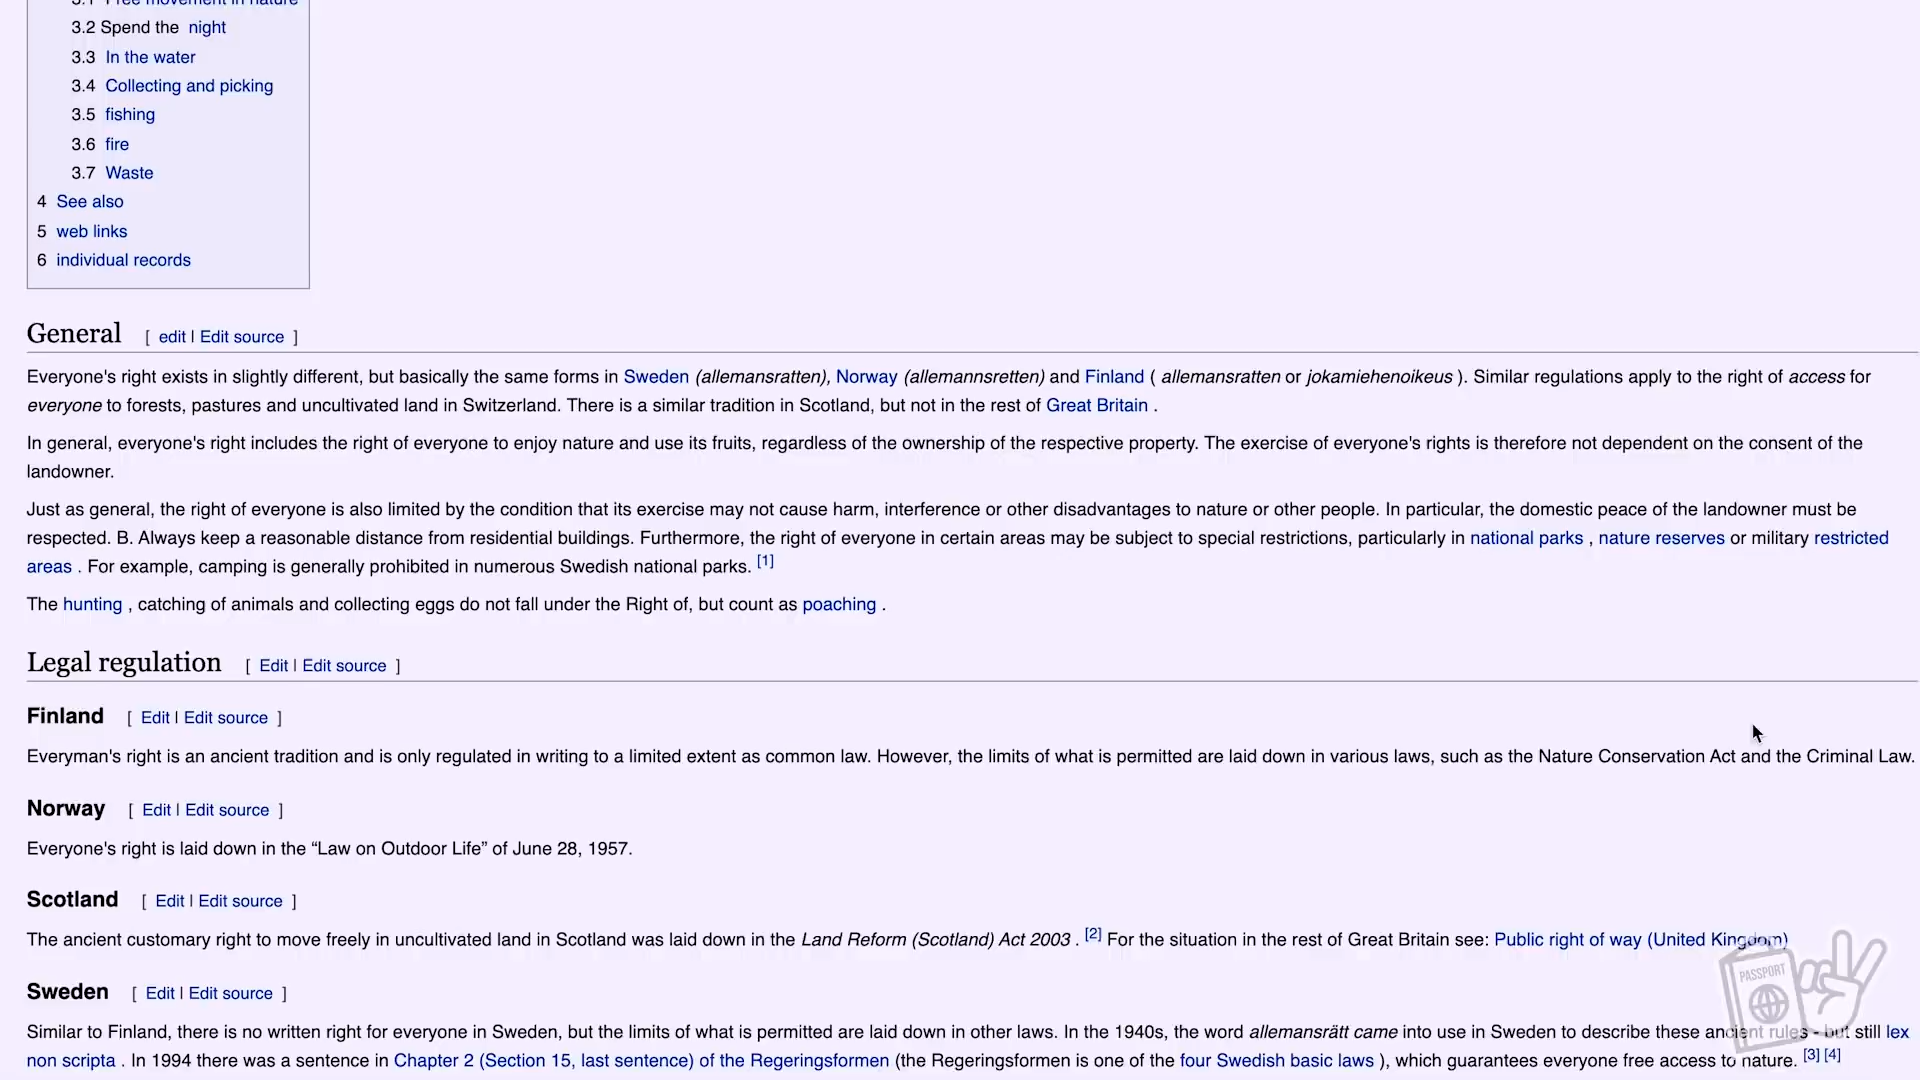 3.1 Free movement in nature
3.2 Spend the night
3.3 In the water
3.4 Collecting and picking
3.5 fishing
3.6 fire
3.7 Waste
4 See also
5 web links
6 individual records
General [ edit | Edit source ]
Everyone's right exists in slightly different, but basically the same forms in Sweden (allemansratten), Norway (allemannsretten) and Finland ( allemansratten or jokamiehenoikeus ). Similar regulations apply to the right of access for
everyone to forests, pastures and uncultivated land in Switzerland. There is a similar tradition in Scotland, but not in the rest of Great Britain .
In general, everyone's right includes the right of everyone to enjoy nature and use its fruits, regardless of the ownership of the respective property. The exercise of everyone's rights is therefore not dependent on the consent of the
landowner.
Just as general, the right of everyone is also limited by the condition that its exercise may not cause harm, interference or other disadvantages to nature or other people. In particular, the domestic peace of the landowner must be
respected. B. Always keep a reasonable distance from residential buildings. Furthermore, the right of everyone in certain areas may be subject to special restrictions, particularly in national parks , nature reserves or military restricted
areas . For example, camping is generally prohibited in numerous Swedish national parks. [1]
The hunting , catching of animals and collecting eggs do not fall under the Right of, but count as poaching .
Legal regulation [ Edit | Edit source ]
Finland [ Edit | Edit source ]
Everyman's right is an ancient tradition and is only regulated in writing to a limited extent as common law. However, the limits of what is permitted are laid down in various laws, such as the Nature Conservation Act and the Criminal Law.
Norway [ Edit | Edit source ]
Everyone's right is laid down in the “Law on Outdoor Life” of June 28, 1957.
Scotland [ Edit | Edit source ]
The ancient customary right to move freely in uncultivated land in Scotland was laid down in the Land Reform (Scotland) Act 2003 . [2] For the situation in the rest of Great Britain see: Public right of way (United Kingdom)
PASSPORT
Sweden [ Edit | Edit source ]
Similar to Finland, there is no written right for everyone in Sweden, but the limits of what is permitted are laid down in other laws. In the 1940s, the word allemansrätt came into use in Sweden to describe these ancient rules - but still lex
non scripta . In 1994 there was a sentence in Chapter 2 (Section 15, last sentence) of the Regeringsformen (the Regeringsformen is one of the four Swedish basic laws ), which guarantees everyone free access to nature. [3] [4]